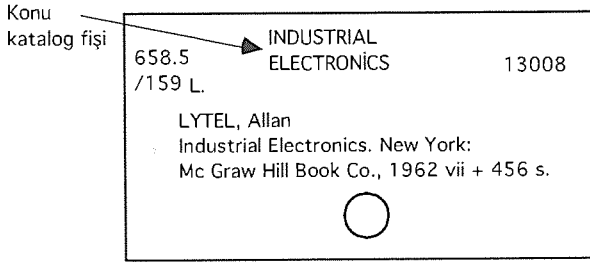 Konu
katalog fişi
INDUSTRIAL
ELECTRONİCS
658.5
/159 L.
13008
LYTEL, Allan
Industrial Electronics. New York:
Mc Graw Hill Book Co., 1962 vii + 456 s.